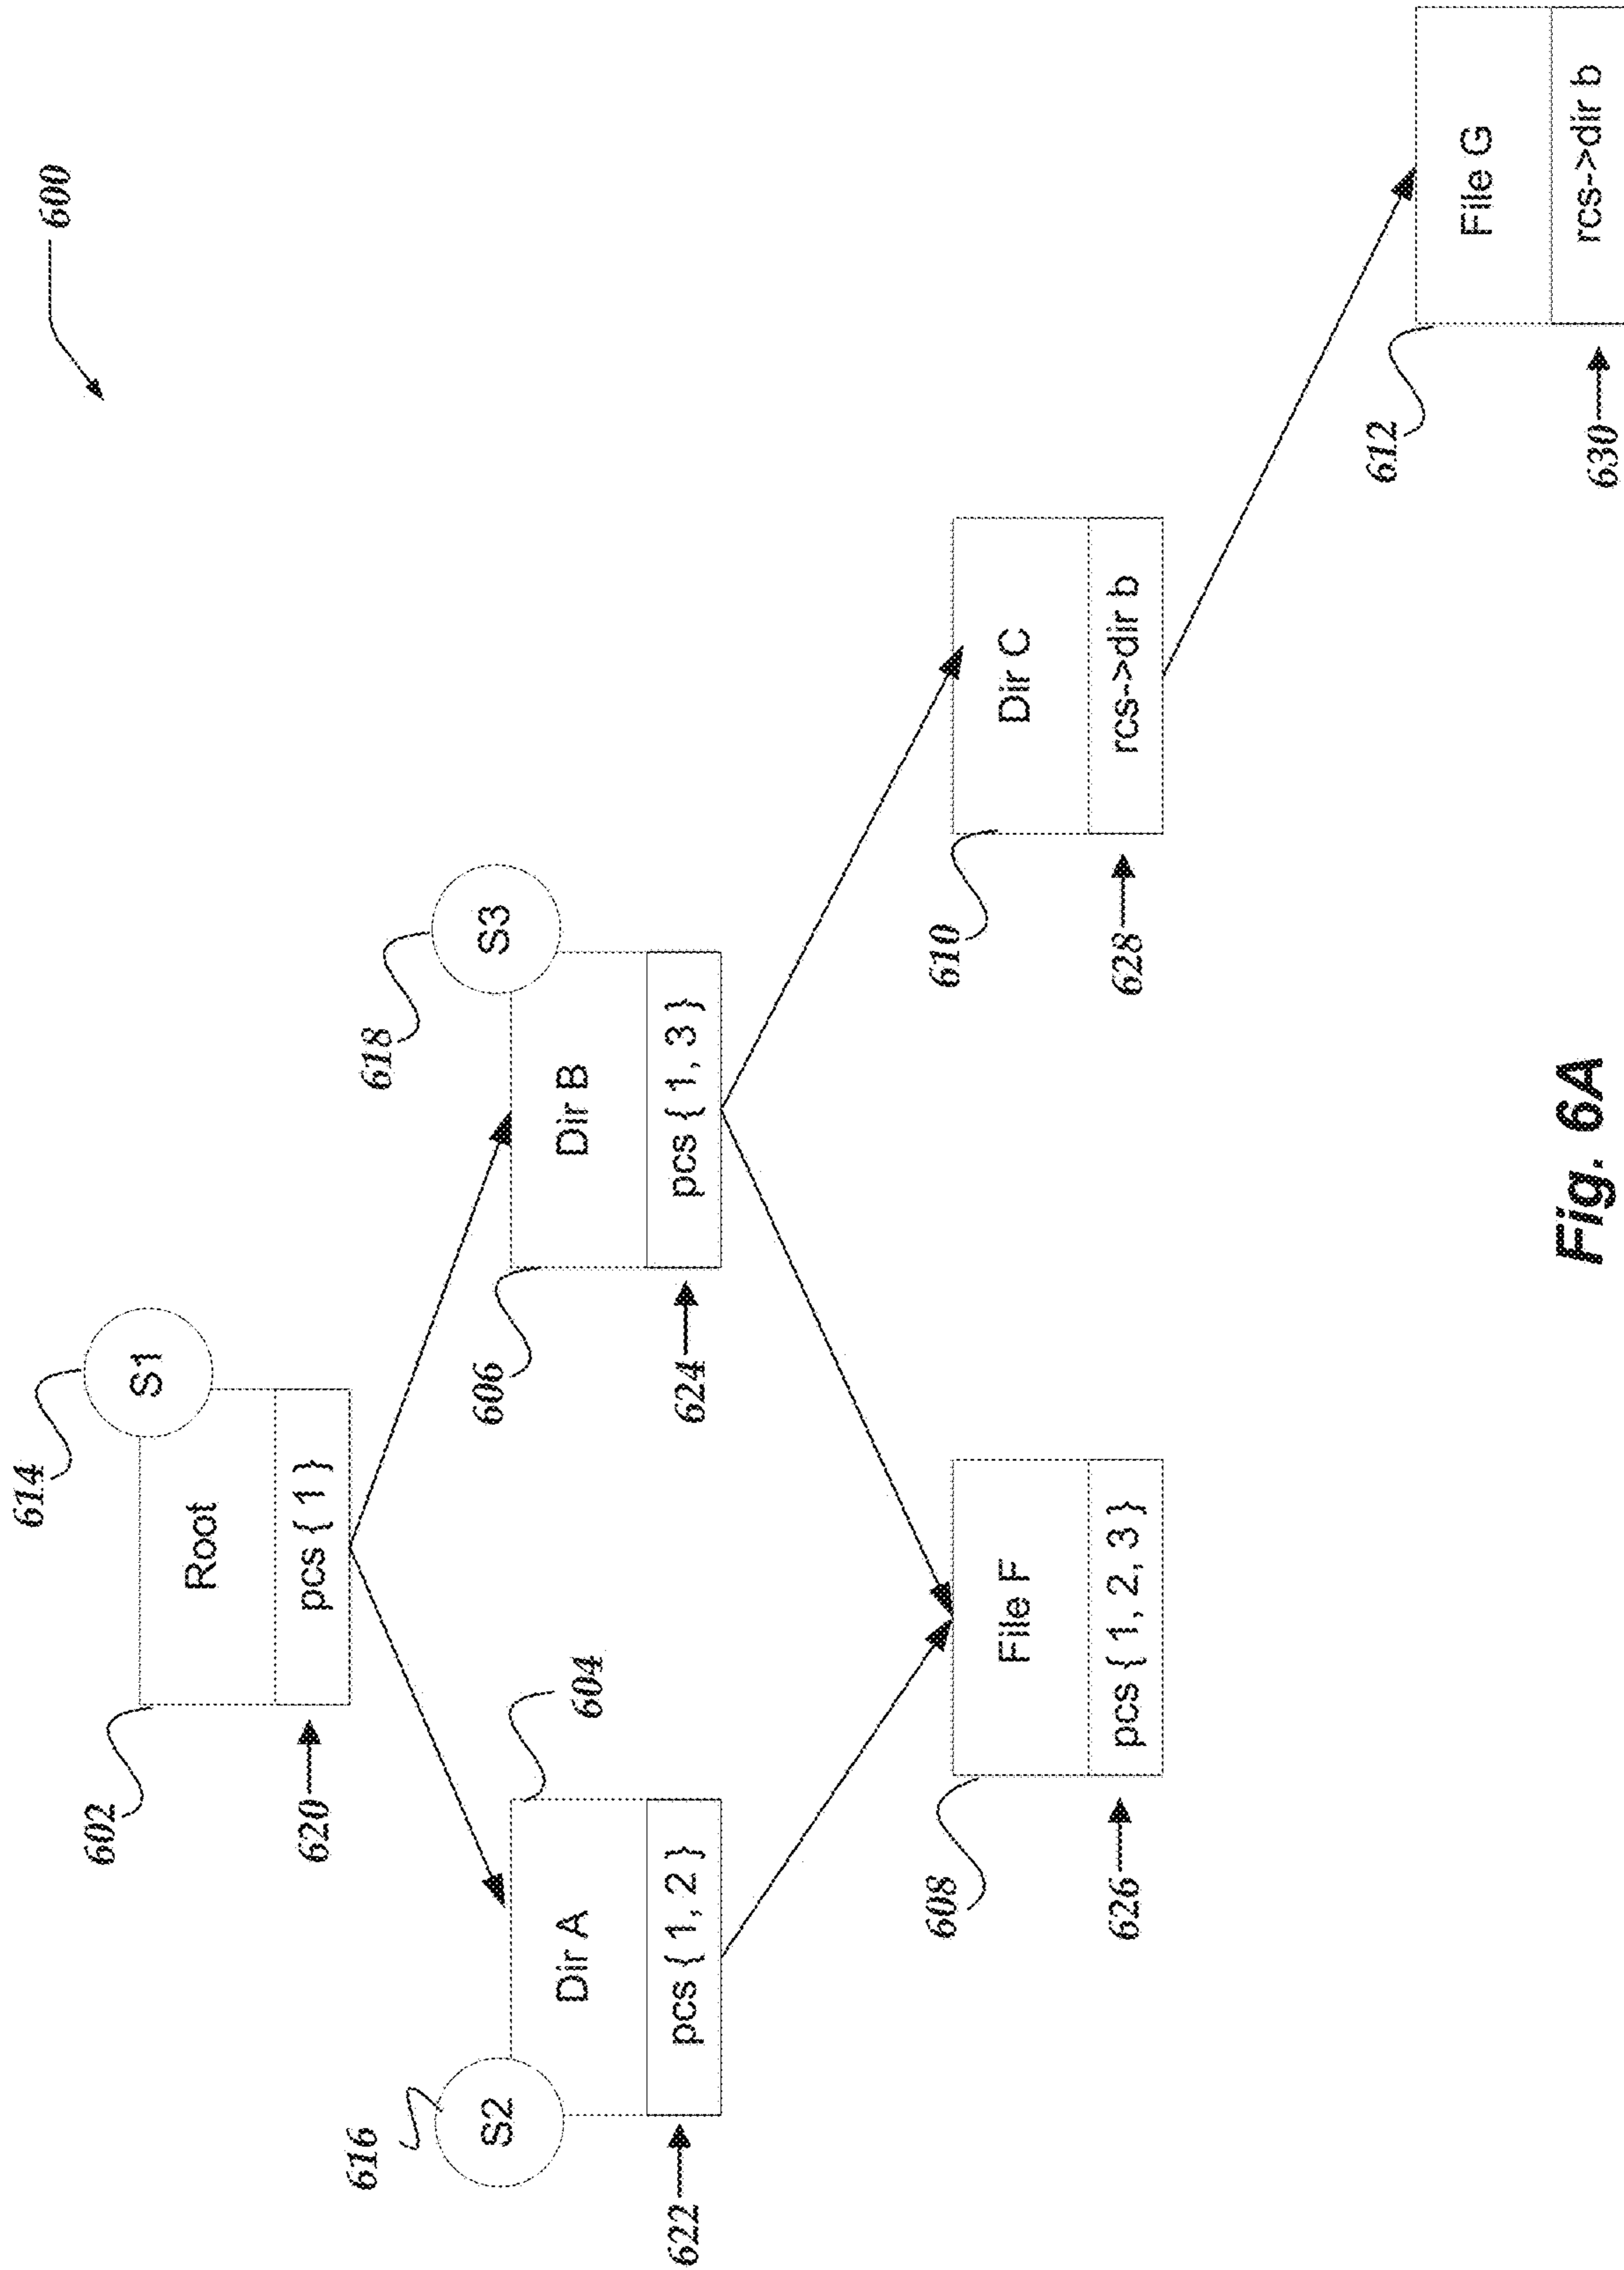 600
614
S1
602
Root
620
pcs { 1 }
616
S2
604
Dir A
622
pcs { 1, 2 }
618
S3
606
Dir B
624
pcs { 1, 3 }
608
File F
626
pcs { 1, 2, 3 }
610
Dir C
628
rcs->dir b
612
File G
630
rcs->dir b
Fig. 6A